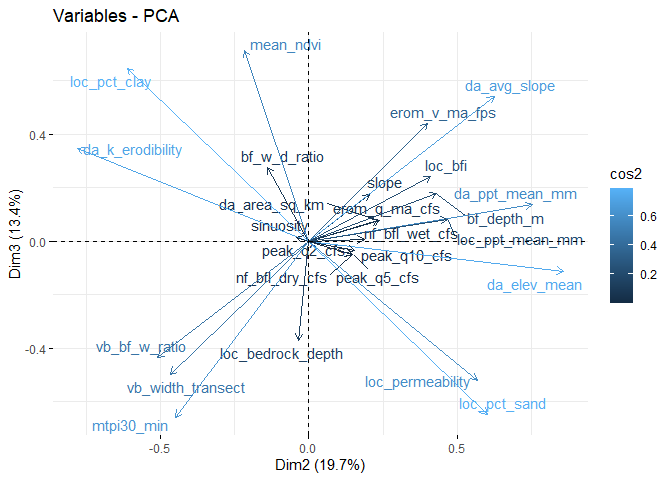 Variables - PCA
mean_ndvi
loc_pct_clay
da_avg_slope
erom_v_ma_fps
0.4
da_k_erodibility
bf_w_d_ratio
loc_bfi
cos2
slope
da_ppt_mean_mm
da_area_sq_km
erom_q_ma_cfs
0.6
bf_depth_m
sinuosity
nf_bfl_wet_cfs
0.4
0.0
loc_ppt_mean_mm
peak_q2_cfs
peak_q10_cfs
0.2
nf_bfl_dry_cfs
peak_q5_cfs
da_elev_mean
Dim3 (13.4%)
vb_bf_w_ratio
-0.4
loc_bedrock_depth
vb_width_transect
loc_permeability
loc_pct_sand
mtpi30_min
-0.5
0.0
0.5
Dim2 (19.7%)